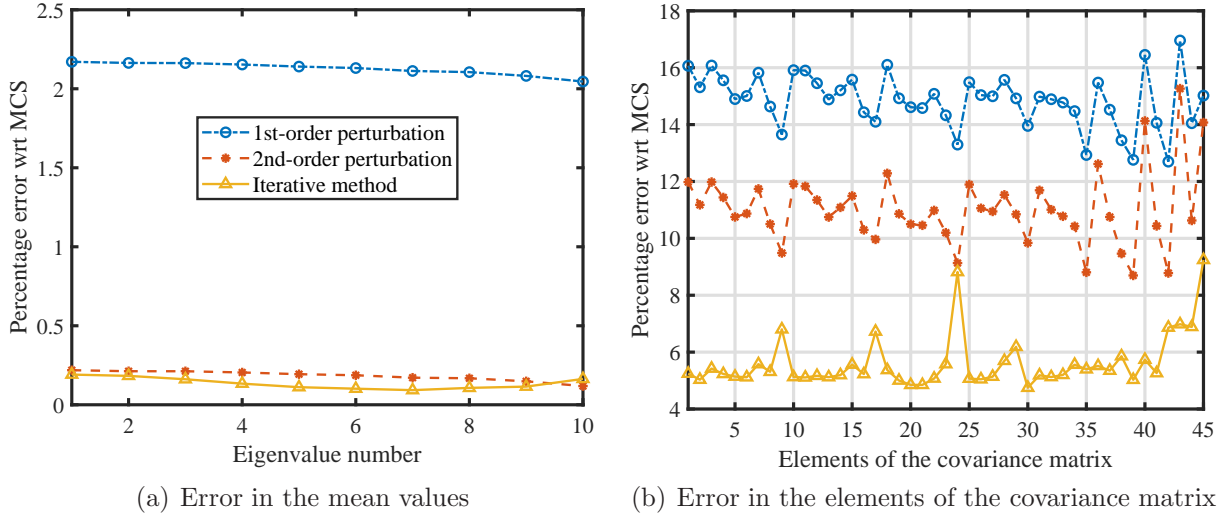 2.5
2
1.5
1
0.5
0
Percentage error wrt MCS
1st-order perturbation
2nd-order perturbation
Iterative method
2 4 6 8 10
Eigenvalue number
(a) Error in the mean values
18
16
14
12
10
8
6
4
Percentage error wrt MCS
5 10 15 20 25 30 35 40 45
Elements of the covariance matrix
(b) Error in the elements of the covariance matrix